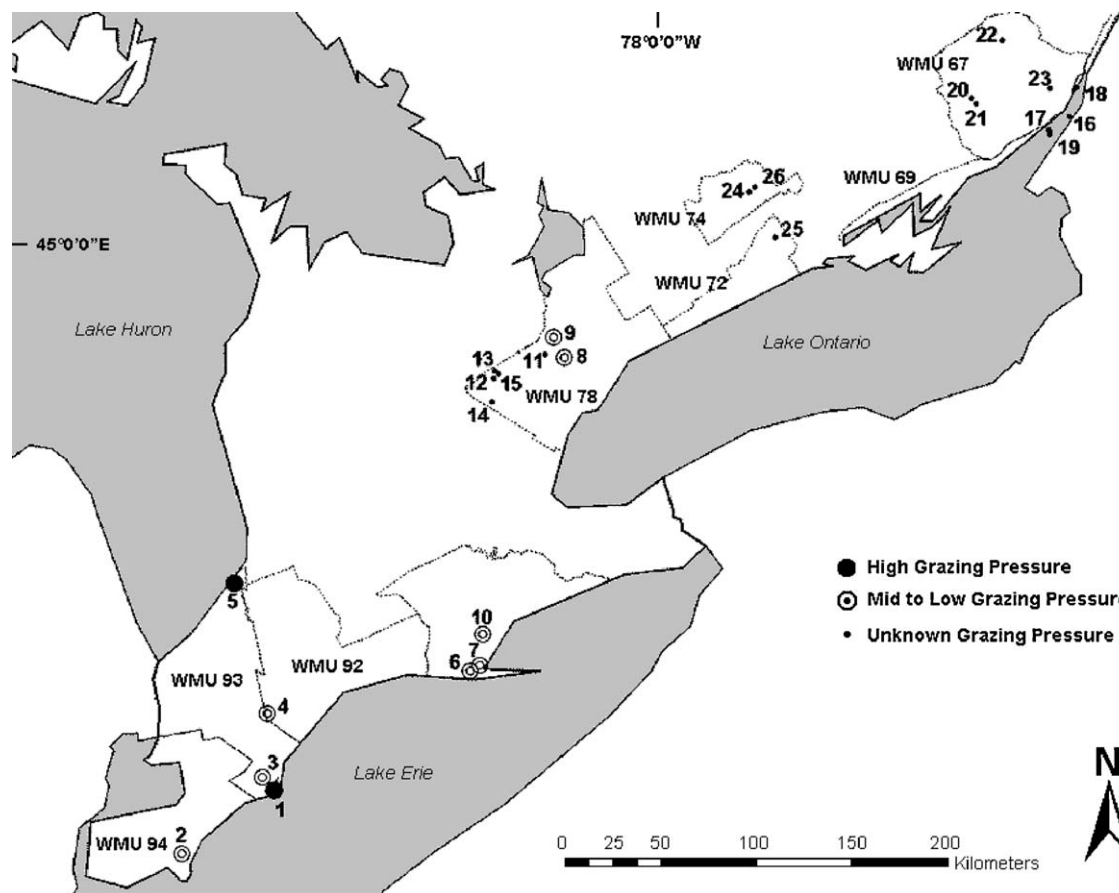 78°0'0"W
22
WMU 67
20
21
23
18
17
16
19
WMU 69
26
24
WMU 74
25
45°0'0"E
WMU 72
Lake Huron
9
Lake Ontario
11
8
13
12
15
WMU 78
14
High Grazing Pressure
5
Mid to Low Grazing Pressure
10
Unknown Grazing Pressure
7
6
WMU 92
WMU 93
4
3
Lake Erie
1
N
WMU 94
2
0 25 50 100 150 200
Kilometers